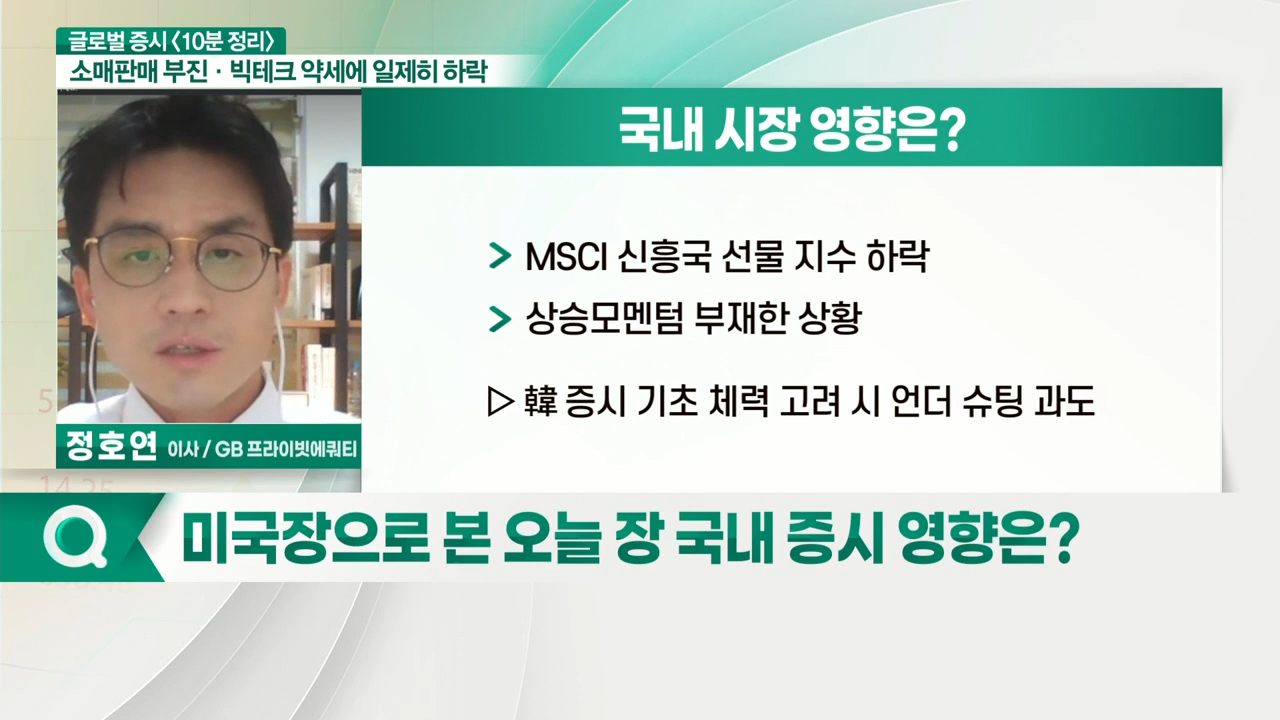 글로벌 증시 <10분 정리>
소매판매 부진 · 빅테크 약세에 일제히 하락
국내 시장 영향은?
> MSCI 신흥국 선물 지수 하락
> 상승모멘텀 부재한 상황
▷ 韓 증시 기초 체력 고려 시 언더 슈팅 과도
정호연 이사 / GB 프라이빗에쿼티
Q 미국장으로 본 오늘 장 국내 증시 영향은?